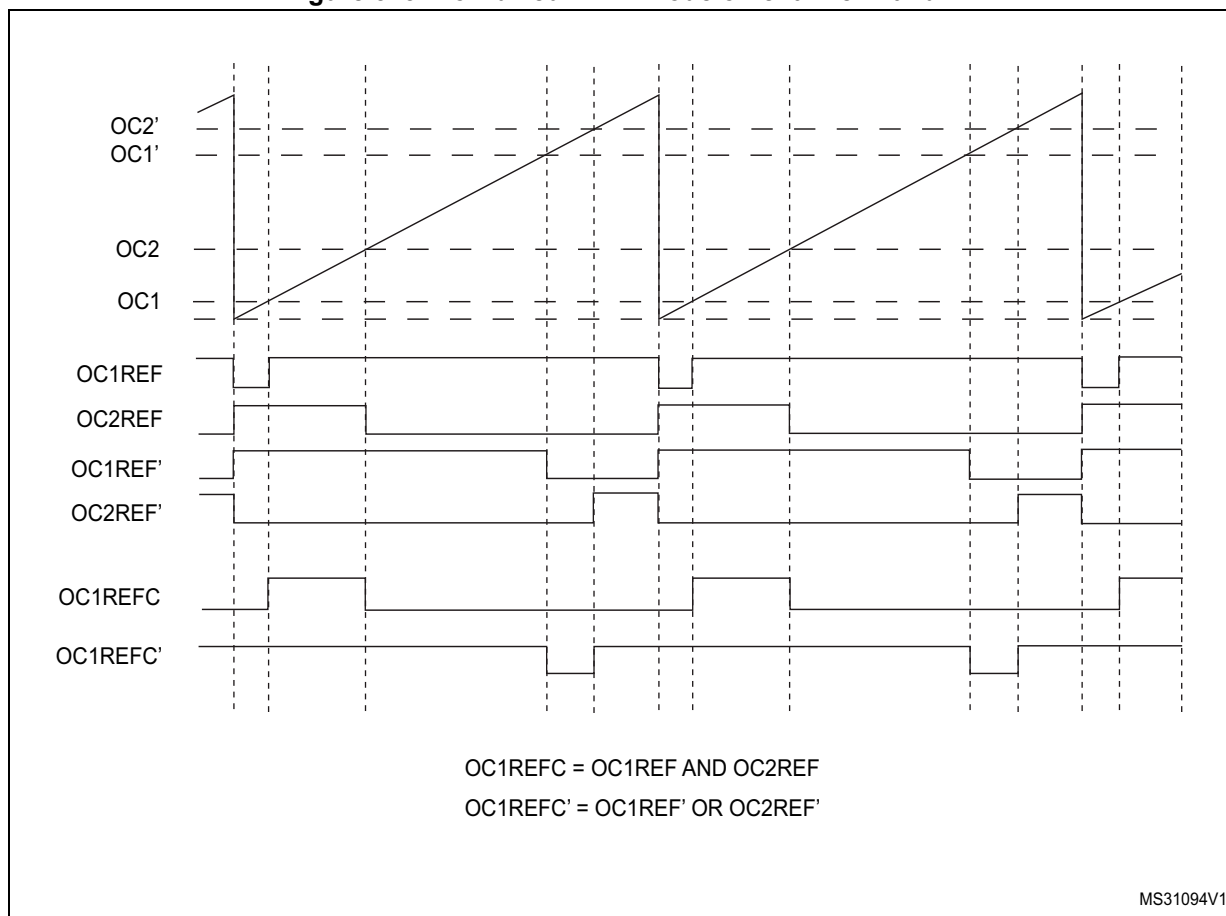 OC2’
OC1’
OC2
OC1
OC1REF
OC2REF
OC1REF’
OC2REF’
OC1REFC
OC1REFC’
OC1REFC = OC1REF AND OC2REF
OC1REFC’ = OC1REF’ OR OC2REF’
MS31094V1